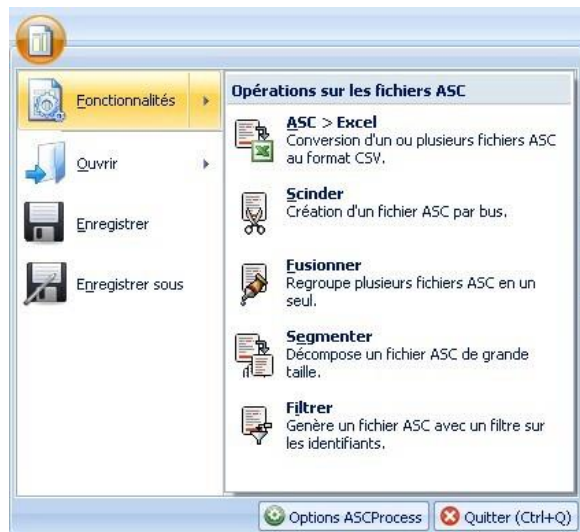 Fonctionnalités
Ouvrir
Enregistrer
Enregistrer sous
Opérations sur les fichiers ASC
ASC > Excel
Conversion d'un ou plusieurs fichiers ASC
au format CSV.
Scinder
Création d'un fichier ASC par bus.
Fusionner
Regroupe plusieurs fichiers ASC en un
seul.
Segmenter
Décompose un fichier ASC de grande
taille.
Filtrer
Genère un fichier ASC avec un filtre sur
les identifiants.
Options ASCProcess
Quitter (Ctrl+Q)